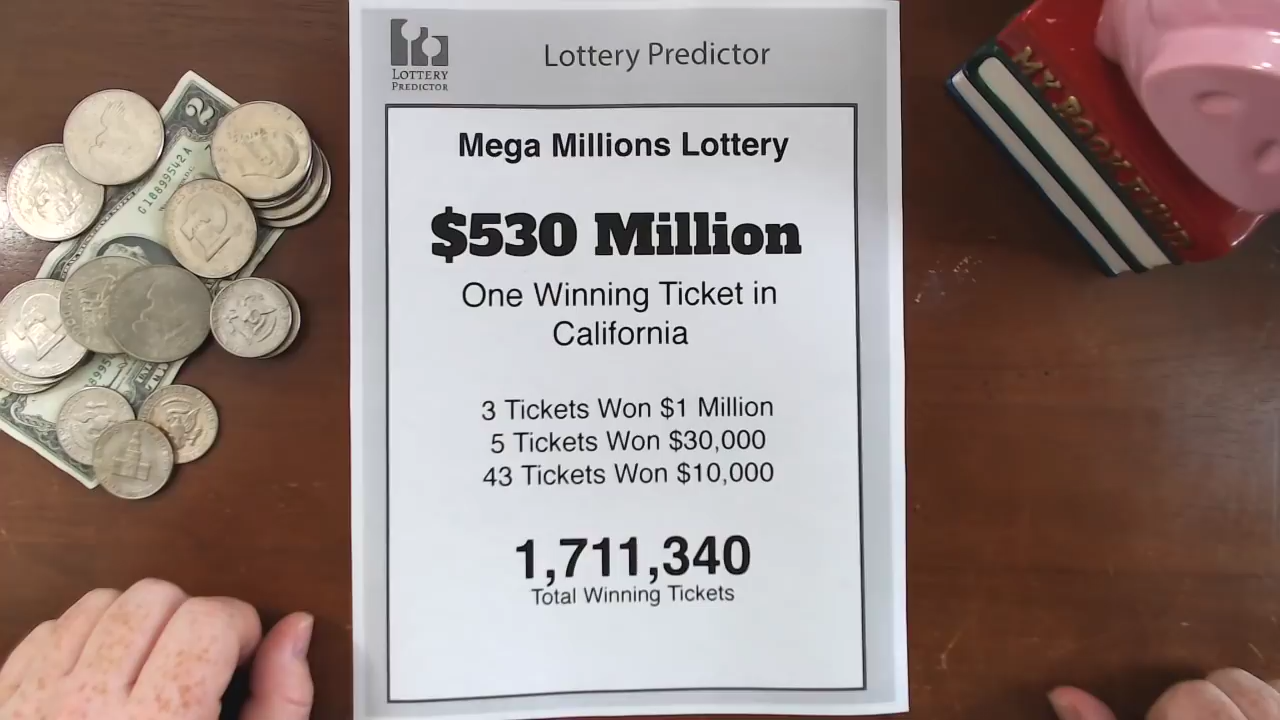 LOTTERY
PREDICTOR
Lottery Predictor
Mega Millions Lottery
$530 Million
One Winning Ticket in
California
3 Tickets Won $1 Million
5 Tickets Won $30,000
43 Tickets Won $10,000
1,711,340
Total Winning Tickets
2
G18899542A
MY BOOK FUND